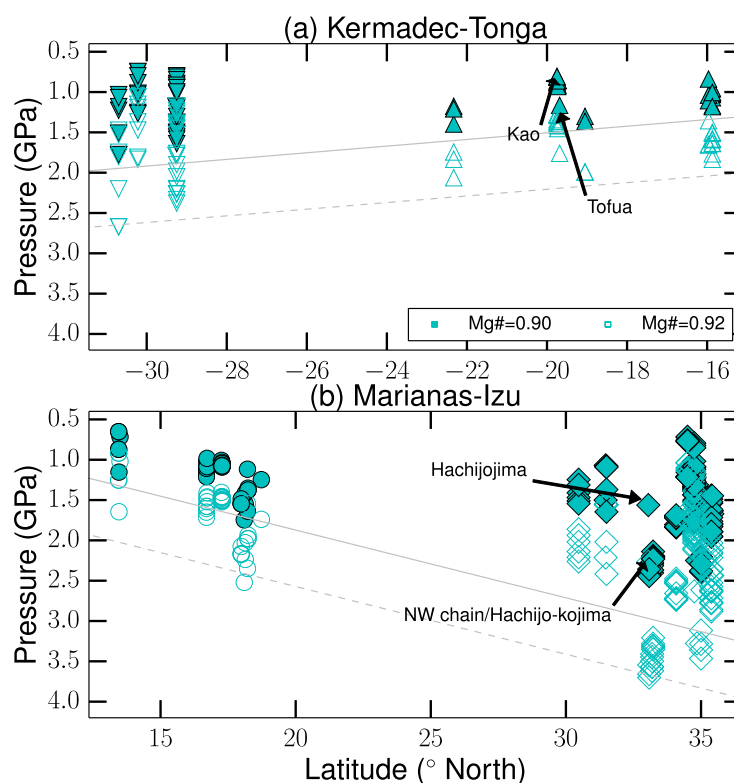 (a) Kermadec-Tonga
0.5
1.0
1.5
2.0
2.5
3.0
3.5
4.0
Pressure (GPa)
Kao
Tofua
Mg#=0.90 Mg#=0.92
−30 −28 −26 −24 −22 −20 −18 −16
(b) Marianas-Izu
0.5
1.0
1.5
2.0
2.5
3.0
3.5
4.0
Pressure (GPa)
Hachijojima
NW chain/Hachijo-kojima
15 20 25 30 35
Latitude (° North)